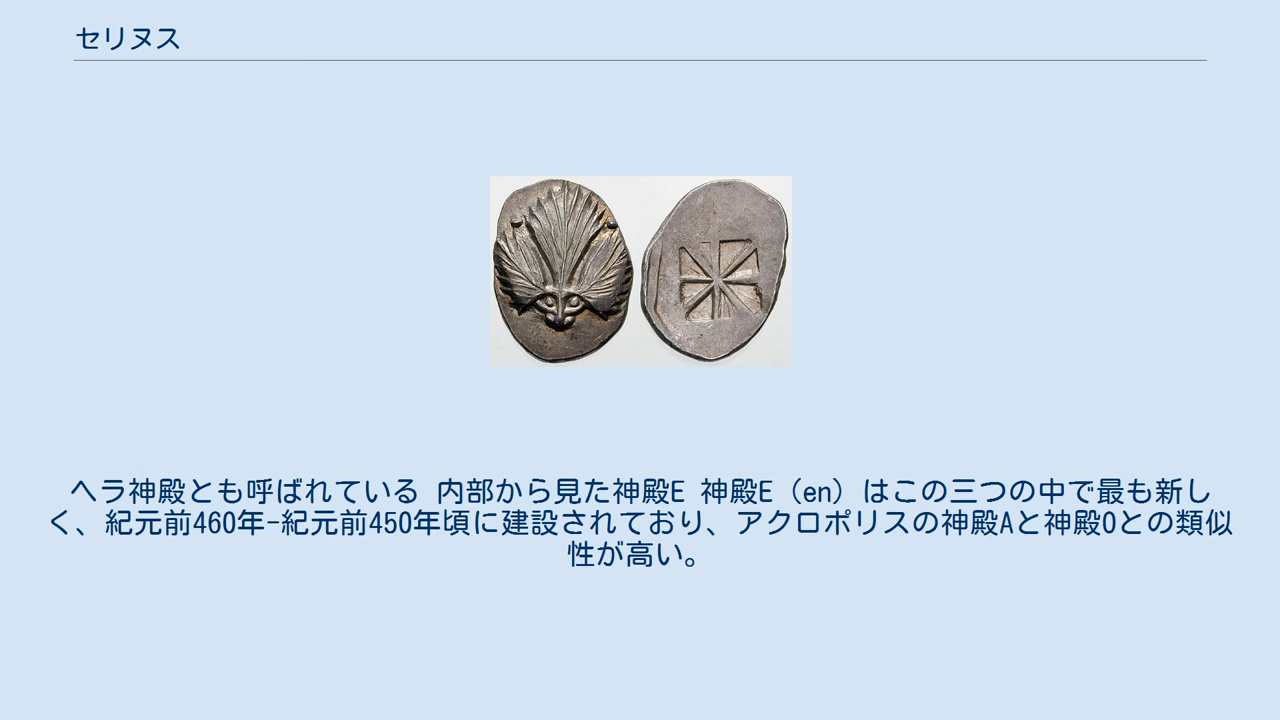 セリヌス
ヘラ神殿とも呼ばれている 内部から見た神殿E 神殿E（en）はこの三つの中で最も新し
く、紀元前460年-紀元前450年頃に建設されており、アクロポリスの神殿Aと神殿Oとの類似
性が高い。